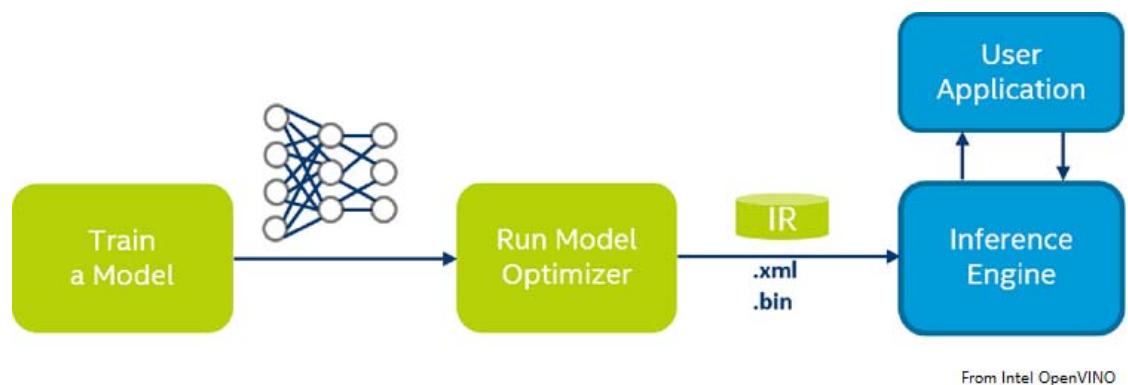 Train
a Model
Run Model
Optimizer
IR
.xml
.bin
User
Application
Inference
Engine
From Intel OpenVINO